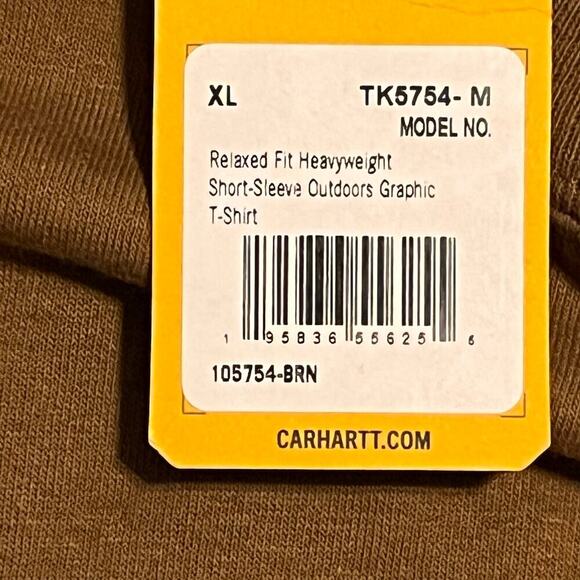 XL TK5754- M
MODEL NO.
Relaxed Fit Heavyweight
Short-Sleeve Outdoors Graphic
T-Shirt
1 95836 55625 6
105754-BRN
CARHARTT.COM